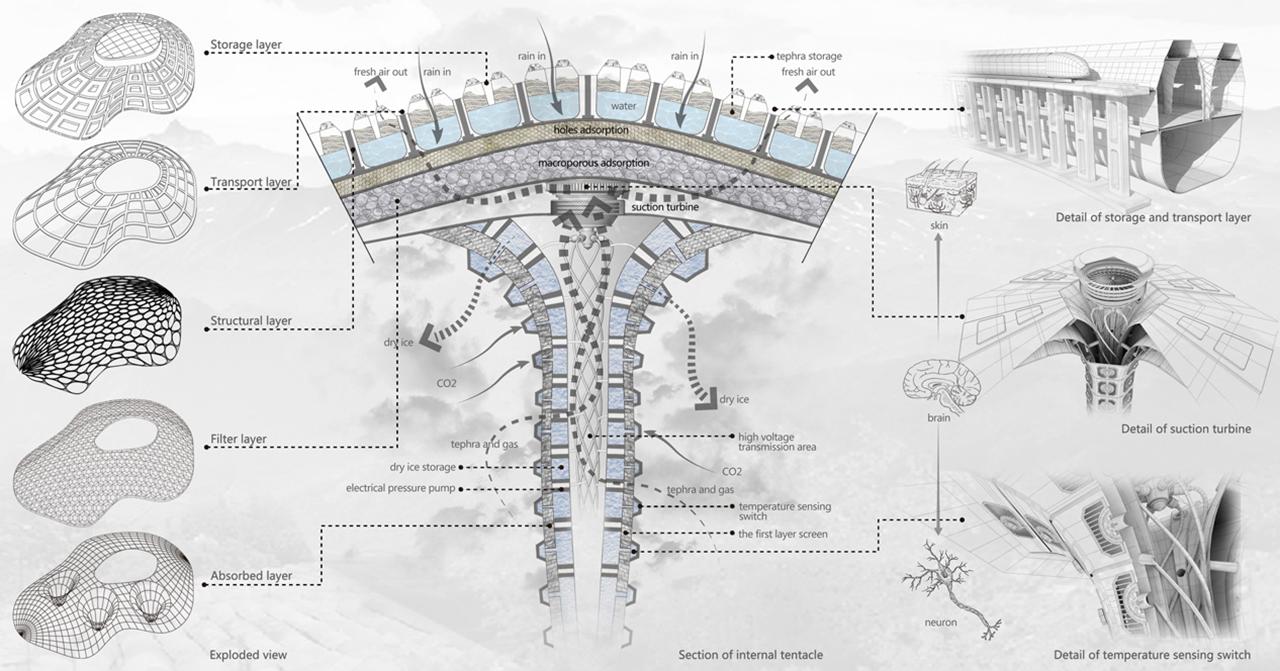 Storage layer
Transport layer
Structural layer
Filter layer
Absorbed layer
Exploded view
rain in
rain in
rain in
fresh air out
tephra storage
fresh air out
water
holes adsorption
macroporous adsorption
suction turbine
dry ice
CO2
dry ice
tephra and gas
high voltage
transmission area
dry ice storage
CO2
electrical pressure pump
tephra and gas
temperature sensing
switch
the first layer screen
Section of internal tentacle
skin
brain
neuron
Detail of storage and transport layer
Detail of suction turbine
Detail of temperature sensing switch